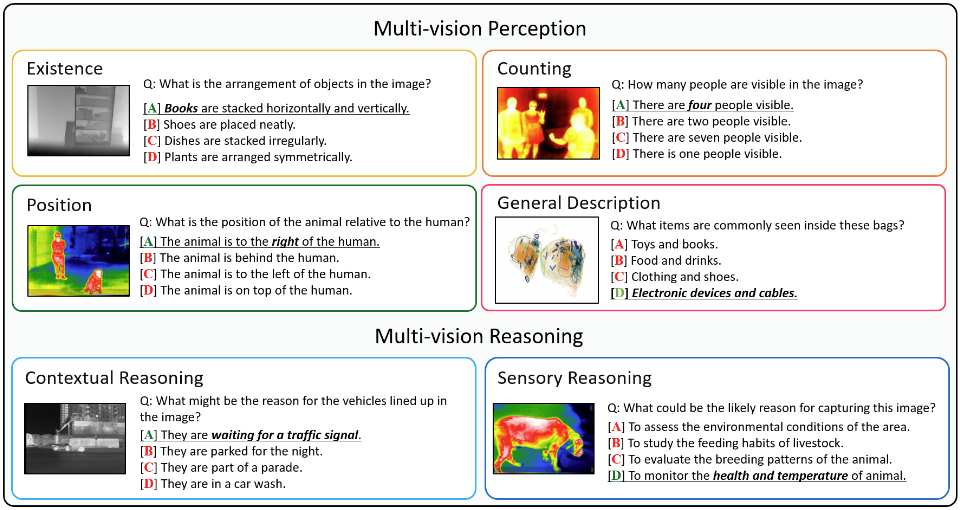 Multi-vision Perception
Existence
Q: What is the arrangement of objects in the image?
[A] Books are stacked horizontally and vertically.
[B] Shoes are placed neatly.
[C] Dishes are stacked irregularly.
[D] Plants are arranged symmetrically.
Counting
Q: How many people are visible in the image?
[A] There are four people visible.
[B] There are two people visible.
[C] There are seven people visible.
[D] There is one people visible.
Position
Q: What is the position of the animal relative to the human?
[A] The animal is to the right of the human.
[B] The animal is behind the human.
[C] The animal is to the left of the human.
[D] The animal is on top of the human.
General Description
Q: What items are commonly seen inside these bags?
[A] Toys and books.
[B] Food and drinks.
[C] Clothing and shoes.
[D] Electronic devices and cables.
Multi-vision Reasoning
Contextual Reasoning
Q: What might be the reason for the vehicles lined up in
the image?
[A] They are waiting for a traffic signal.
[B] They are parked for the night.
[C] They are part of a parade.
[D] They are in a car wash.
Sensory Reasoning
Q: What could be the likely reason for capturing this image?
[A] To assess the environmental conditions of the area.
[B] To study the feeding habits of livestock.
[C] To evaluate the breeding patterns of the animal.
[D] To monitor the health and temperature of animal.